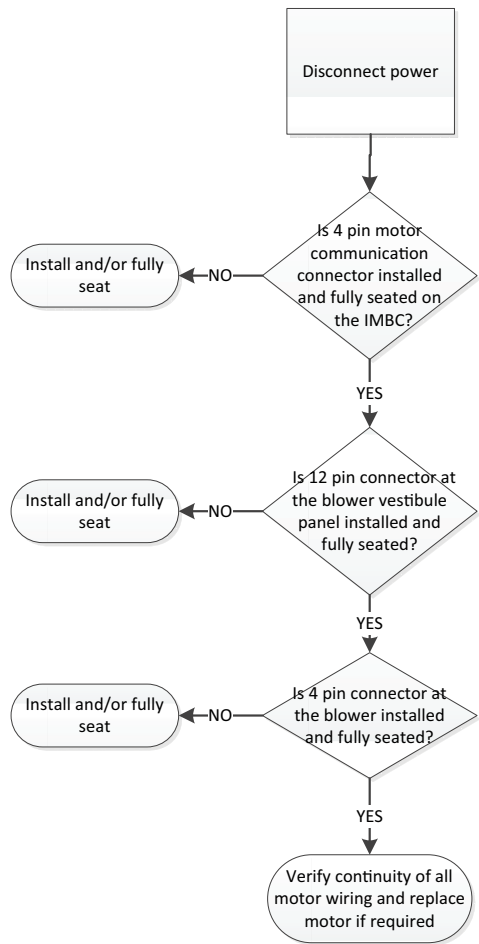 Disconnect power
Is 4 pin motor
communication
connector installed
and fully seated on
the IMBC?
NO
Install and/or fully
seat
YES
Is 12 pin connector at
the blower vestibule
panel installed and
fully seated?
NO
Install and/or fully
seat
YES
Is 4 pin connector at
the blower installed
and fully seated?
NO
Install and/or fully
seat
YES
Verify continuity of all
motor wiring and replace
motor if required